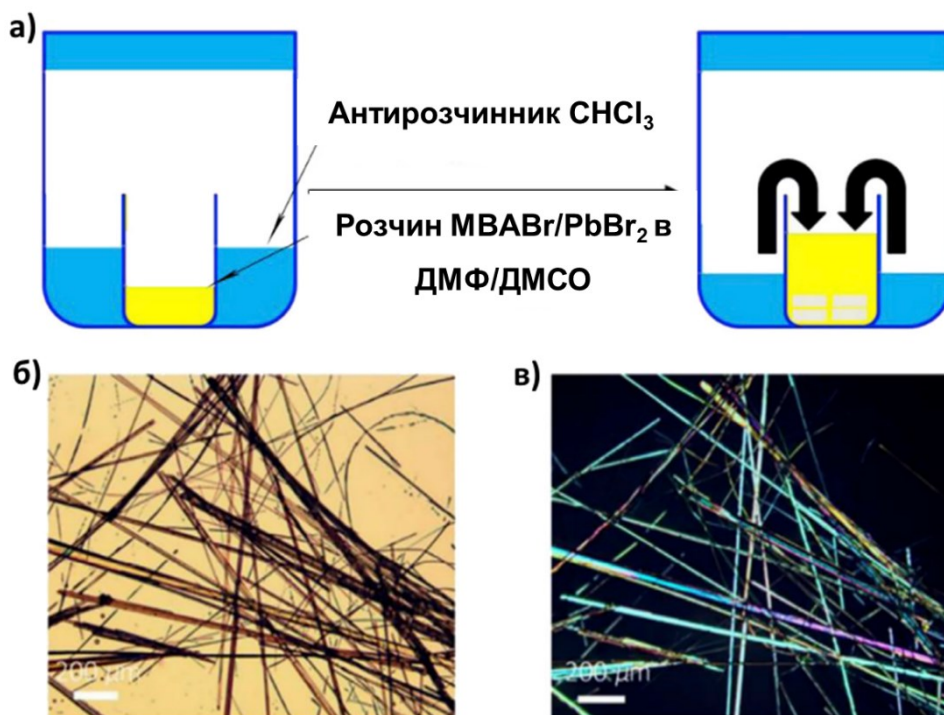 а)
Антирозчинник CHCl₃
Розчин MBABr/PbBr₂ в
ДМФ/ДМСО
б)
в)
200 μm
200 μm